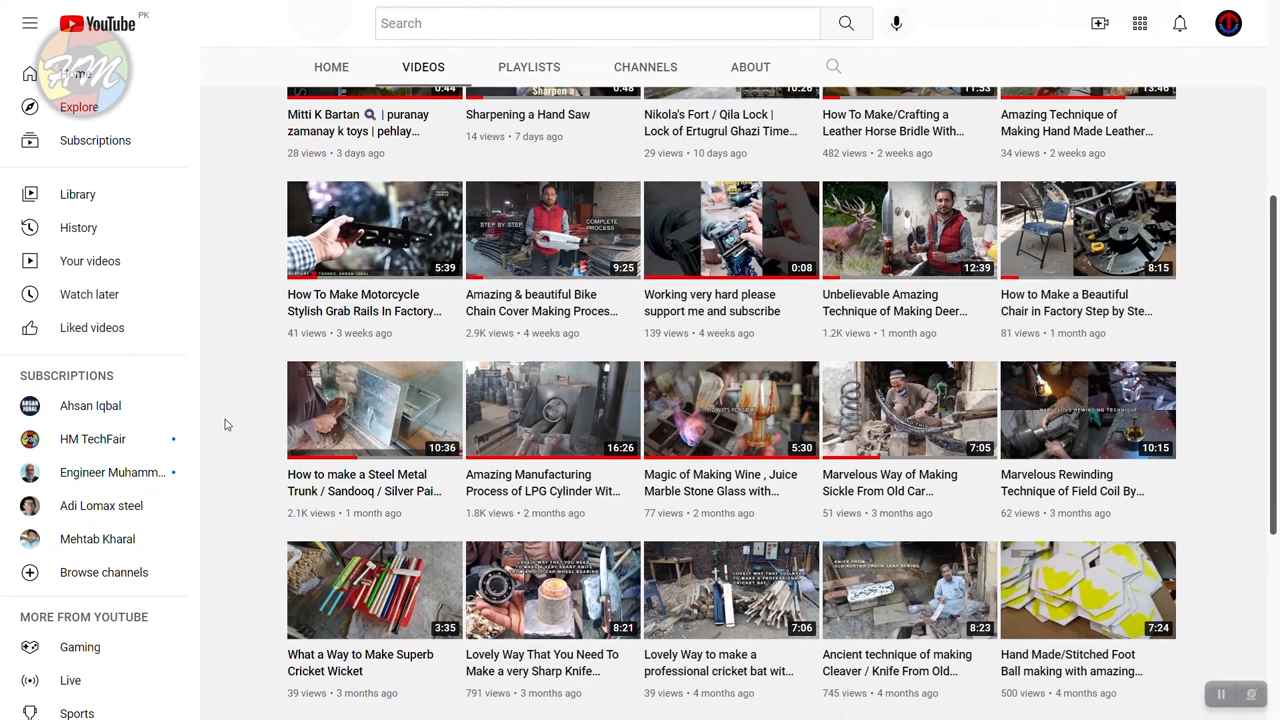 YouTube PK
Search
HM
Home
Explore
Subscriptions
Library
History
Your videos
Watch later
Liked videos
SUBSCRIPTIONS
Ahsan Iqbal
HM TechFair
Engineer Muhamm...
Adi Lomax steel
Mehtab Kharal
Browse channels
MORE FROM YOUTUBE
Gaming
Live
Sports
HOME VIDEOS PLAYLISTS CHANNELS ABOUT
0:44
Sharpen a
0:48
10:26
11:53
13:46
Mitti K Bartan 🔍 | puranay
zamanay k toys | pehlay...
28 views • 3 days ago
Sharpening a Hand Saw
14 views • 7 days ago
Nikola's Fort / Qila Lock |
Lock of Ertugrul Ghazi Time...
29 views • 10 days ago
How To Make/Crafting a
Leather Horse Bridle With...
482 views • 2 weeks ago
Amazing Technique of
Making Hand Made Leather...
34 views • 2 weeks ago
5:39
How To Make Motorcycle
Stylish Grab Rails In Factory...
41 views • 3 weeks ago
STEP BY STEP
COMPLETE
PROCESS
9:25
Amazing & beautiful Bike
Chain Cover Making Proces...
2.9K views • 4 weeks ago
0:08
Working very hard please
support me and subscribe
139 views • 4 weeks ago
12:39
Unbelievable Amazing
Technique of Making Deer...
1.2K views • 1 month ago
8:15
How to Make a Beautiful
Chair in Factory Step by Ste...
81 views • 1 month ago
10:36
How to make a Steel Metal
Trunk / Sandooq / Silver Pai...
2.1K views • 1 month ago
16:26
Amazing Manufacturing
Process of LPG Cylinder Wit...
1.8K views • 2 months ago
5:30
Magic of Making Wine , Juice
Marble Stone Glass with...
77 views • 2 months ago
7:05
Marvelous Way of Making
Sickle From Old Car...
51 views • 3 months ago
MARVELOUS REWINDING TECHNIQUE
10:15
Marvelous Rewinding
Technique of Field Coil By...
62 views • 3 months ago
3:35
What a Way to Make Superb
Cricket Wicket
39 views • 3 months ago
LOVELY WAY THAT YOU NEED
8:21
Lovely Way That You Need To
Make a very Sharp Knife...
791 views • 3 months ago
7:06
Lovely Way to make a
professional cricket bat wit...
39 views • 4 months ago
8:23
Ancient technique of making
Cleaver / Knife From Old...
745 views • 4 months ago
7:24
Hand Made/Stitched Foot
Ball making with amazing...
500 views • 4 months ago